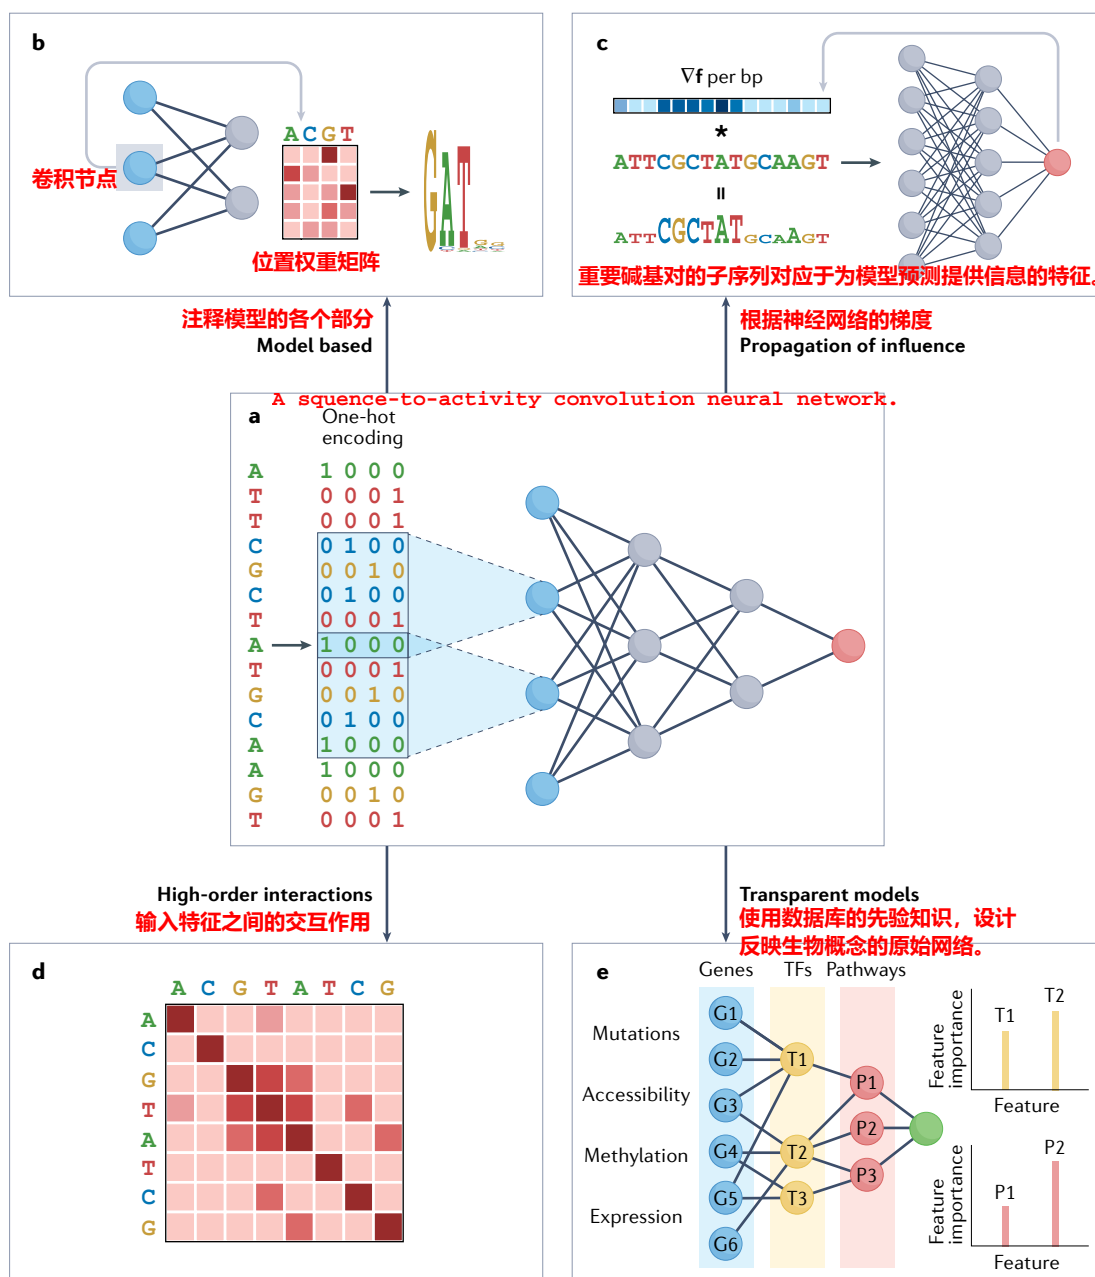 b
A C G T
卷积节点
位置权重矩阵
GAT
c
∇f per bp
*
ATTCGCTATGCAAGT
=
ATTCGCTATGCAAGT
重要碱基对的子序列对应于为模型预测提供信息的特征。
注释模型的各个部分
Model based
根据神经网络的梯度
Propagation of influence
A squence-to-activity convolution neural network.
a
One-hot
encoding
A 1 0 0 0
T 0 0 0 1
T 0 0 0 1
C 0 1 0 0
G 0 0 1 0
C 0 1 0 0
T 0 0 0 1
A 1 0 0 0
T 0 0 0 1
G 0 0 1 0
C 0 1 0 0
A 1 0 0 0
A 1 0 0 0
G 0 0 1 0
T 0 0 0 1
High-order interactions
输入特征之间的交互作用
Transparent models
使用数据库的先验知识，设计
反映生物概念的原始网络。
d
A C G T A T C G
A
C
G
T
A
T
C
G
e
Genes TFs Pathways
Mutations
Accessibility
Methylation
Expression
G1
G2
G3
G4
G5
G6
T1
T2
T3
P1
P2
P3
Feature
importance
T1
T2
Feature
Feature
importance
P1
P2
Feature